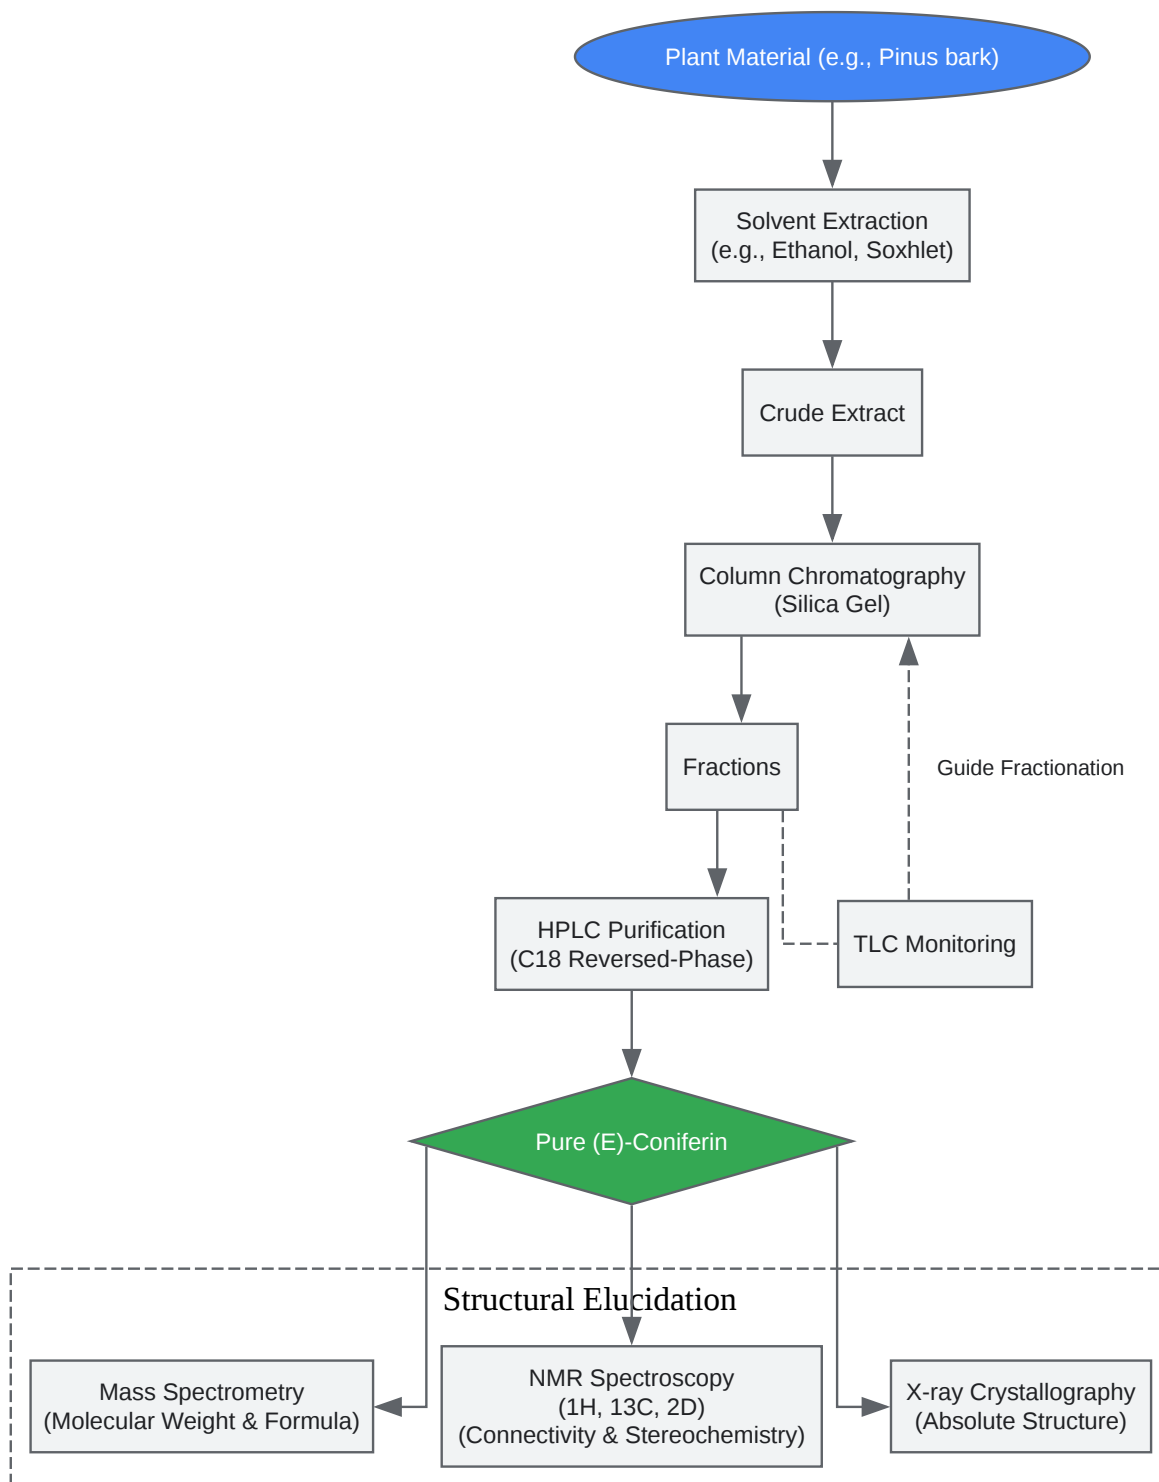 Plant Material (e.g., Pinus bark)
Solvent Extraction
(e.g., Ethanol, Soxhlet)
Crude Extract
Column Chromatography
(Silica Gel)
Fractions
Guide Fractionation
HPLC Purification
(C18 Reversed-Phase)
TLC Monitoring
Pure (E)-Coniferin
Structural Elucidation
Mass Spectrometry
(Molecular Weight & Formula)
NMR Spectroscopy
(1H, 13C, 2D)
(Connectivity & Stereochemistry)
X-ray Crystallography
(Absolute Structure)